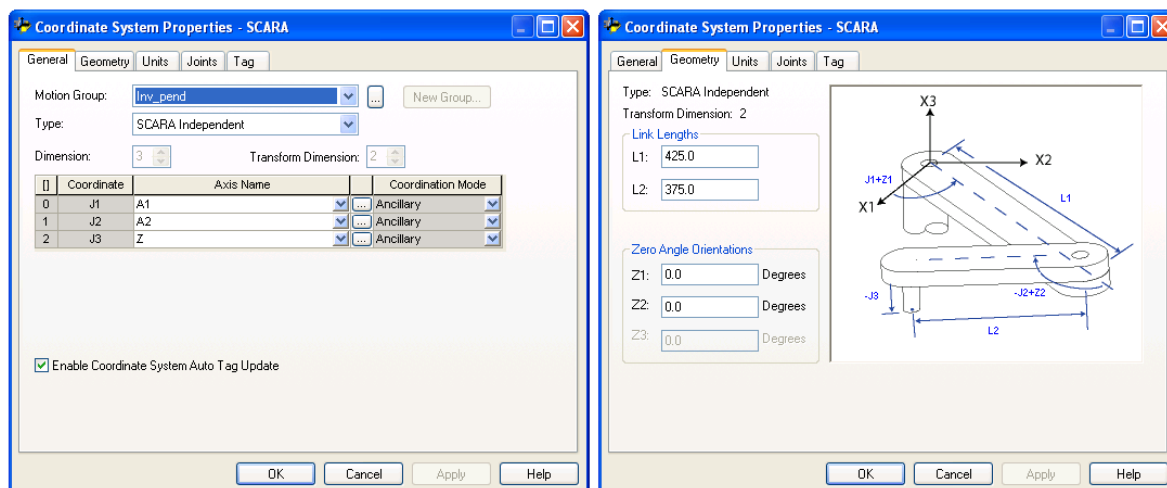 Coordinate System Properties - SCARA
General Geometry Units Joints Tag
Motion Group: Inv_pend ... New Group...
Type: SCARA Independent
Dimension: 3 Transform Dimension: 2
[] Coordinate Axis Name Coordination Mode
0 J1 A1 ... Ancillary
1 J2 A2 ... Ancillary
2 J3 Z ... Ancillary
Enable Coordinate System Auto Tag Update
OK Cancel Apply Help
Coordinate System Properties - SCARA
General Geometry Units Joints Tag
Type: SCARA Independent
Transform Dimension: 2
Link Lengths
L1: 425.0
L2: 375.0
Zero Angle Orientations
Z1: 0.0 Degrees
Z2: 0.0 Degrees
Z3: 0.0 Degrees
X3
X2
J1+Z1
X1
L1
-J3
-J2+Z2
L2
OK Cancel Apply Help